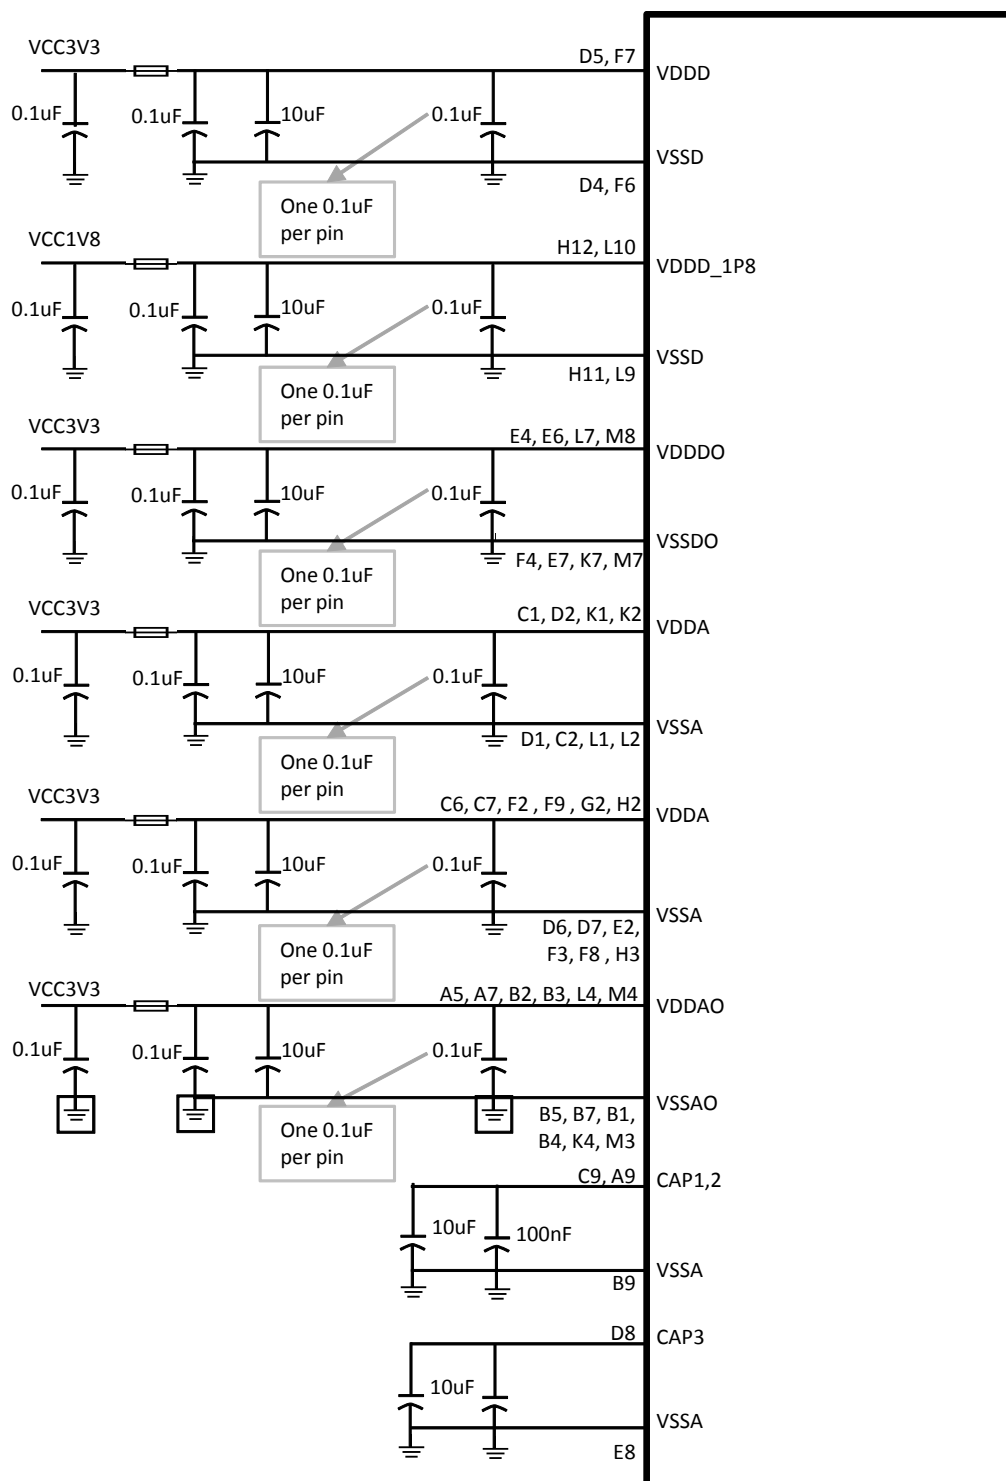 VCC3V3
D5, F7
VDDD
0.1uF
0.1uF
10uF
0.1uF
VSSD
D4, F6
One 0.1uF
per pin
VCC1V8
H12, L10
VDDD_1P8
0.1uF
0.1uF
10uF
0.1uF
VSSD
H11, L9
One 0.1uF
per pin
VCC3V3
E4, E6, L7, M8
VDDDO
0.1uF
0.1uF
10uF
0.1uF
VSSDO
F4, E7, K7, M7
One 0.1uF
per pin
VCC3V3
C1, D2, K1, K2
VDDA
0.1uF
0.1uF
10uF
0.1uF
VSSA
D1, C2, L1, L2
One 0.1uF
per pin
VCC3V3
C6, C7, F2 , F9 , G2, H2
VDDA
0.1uF
0.1uF
10uF
0.1uF
VSSA
D6, D7, E2,
F3, F8 , H3
One 0.1uF
per pin
VCC3V3
A5, A7, B2, B3, L4, M4
VDDAO
0.1uF
0.1uF
10uF
0.1uF
VSSAO
B5, B7, B1,
B4, K4, M3
One 0.1uF
per pin
C9, A9
CAP1,2
10uF
100nF
VSSA
B9
D8
CAP3
10uF
VSSA
E8